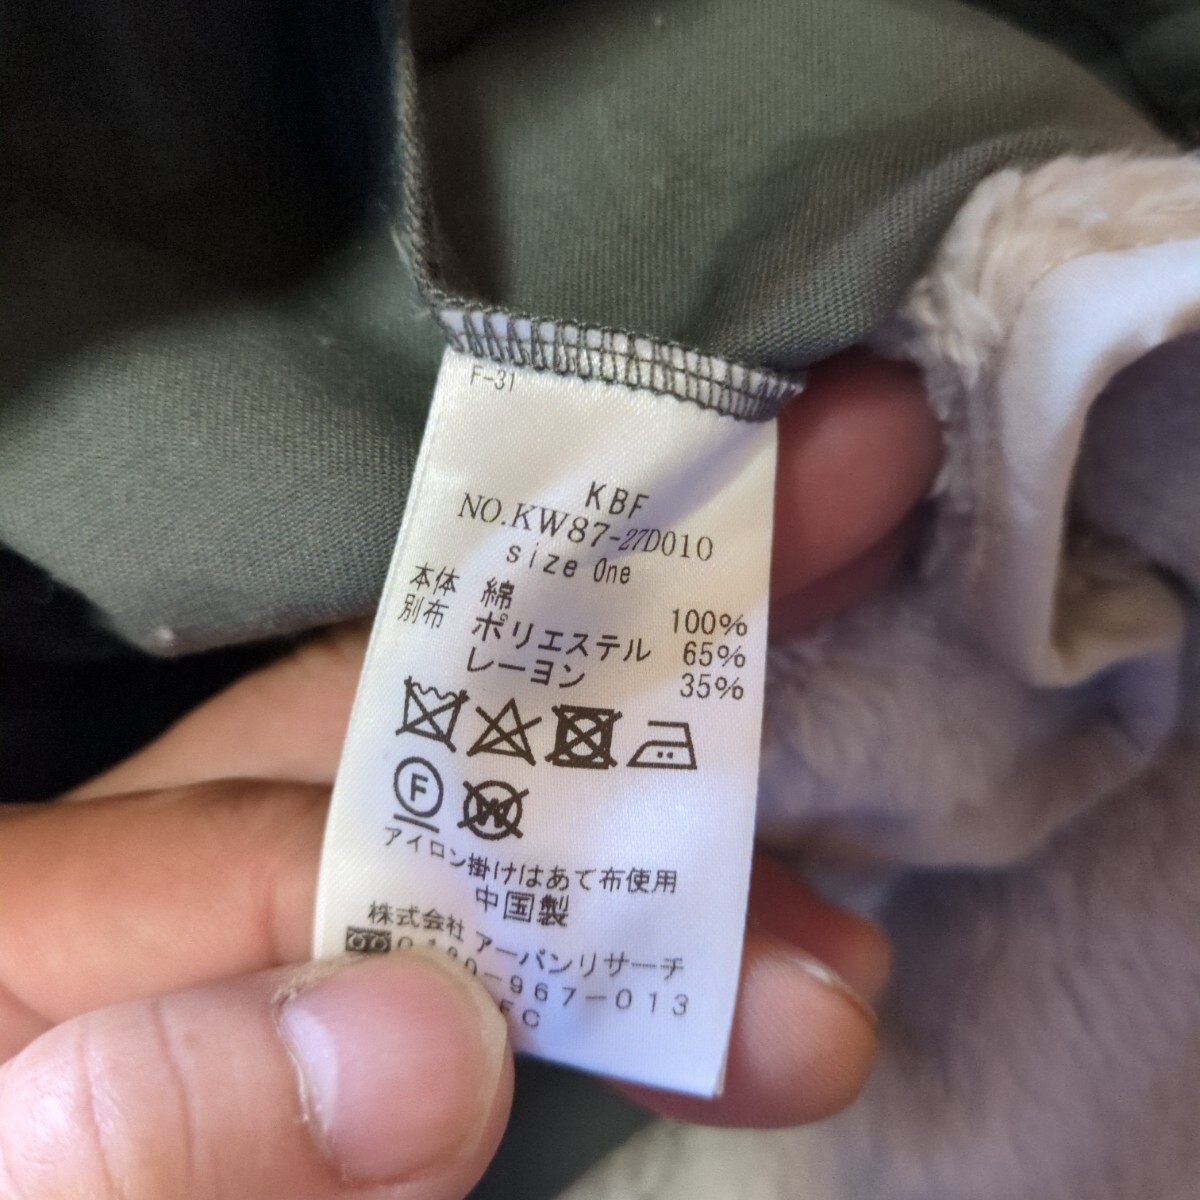 F-31
KBF
NO.KW87-27D010
size One
本体 綿 100%
別布 ポリエステル 65%
レーヨン 35%
F
W
アイロン掛けはあて布使用
中国製
株式会社 アーバンリサーチ
-967-013